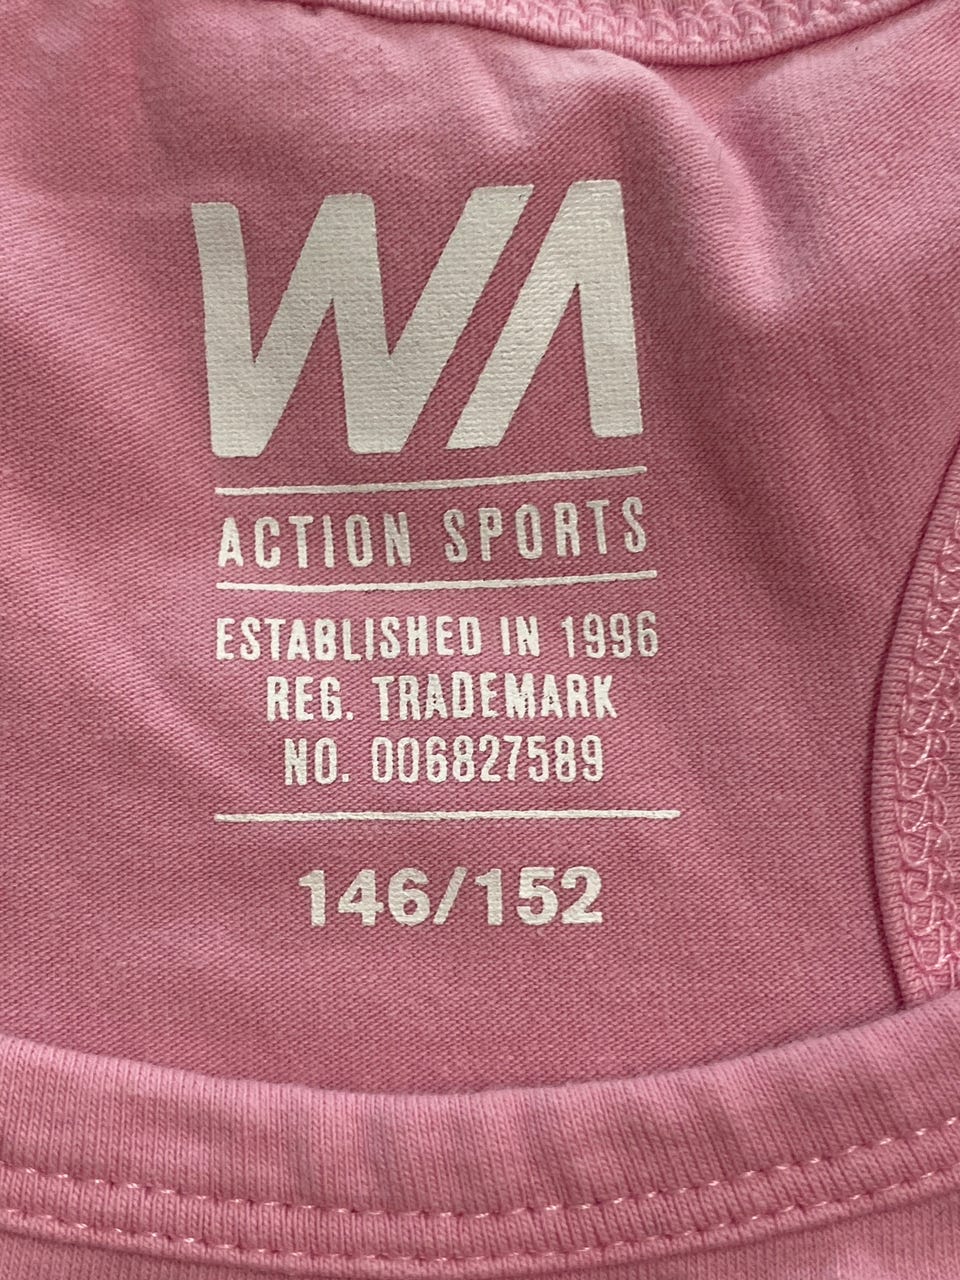 WA
ACTION SPORTS
ESTABLISHED IN 1996
REG. TRADEMARK
NO. 006827589
146/152